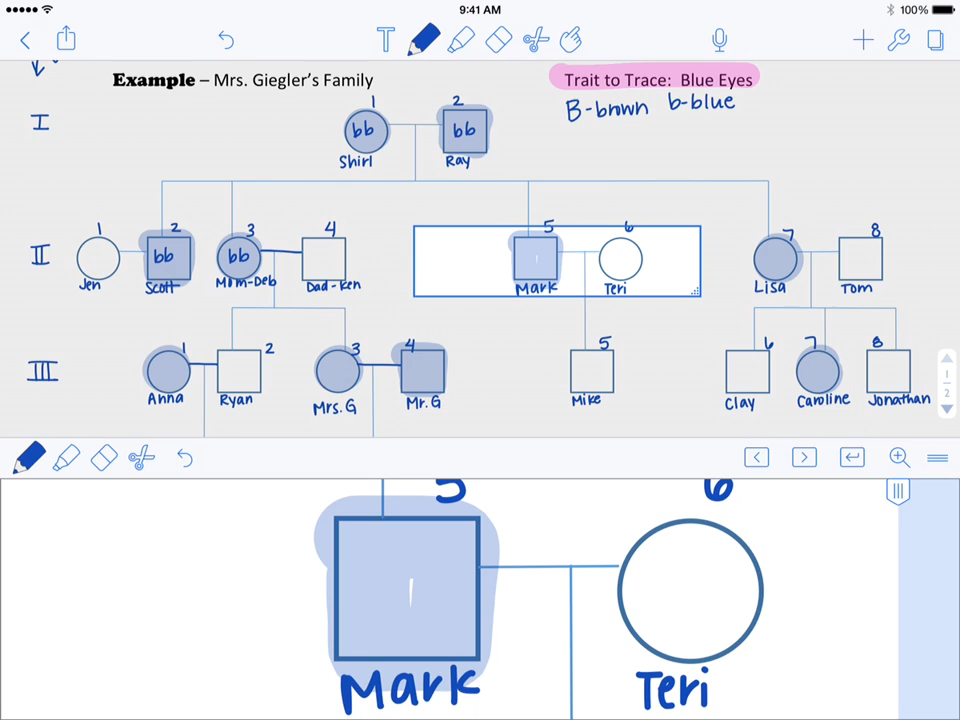 9:41 AM
100%
T
Example – Mrs. Giegler's Family
Trait to Trace: Blue Eyes
B-brown b-blue
I
1 2
bb bb
Shirl Ray
II
1 2 3 4 5 6 7 8
bb bb
Jen Scott Mom-Deb Dad-Ken Mark Teri Lisa Tom
III
1 2 3 4 5 6 7 8
Anna Ryan Mrs. G Mr. G Mike Clay Caroline Jonathan
1
2
5 6
Mark Teri